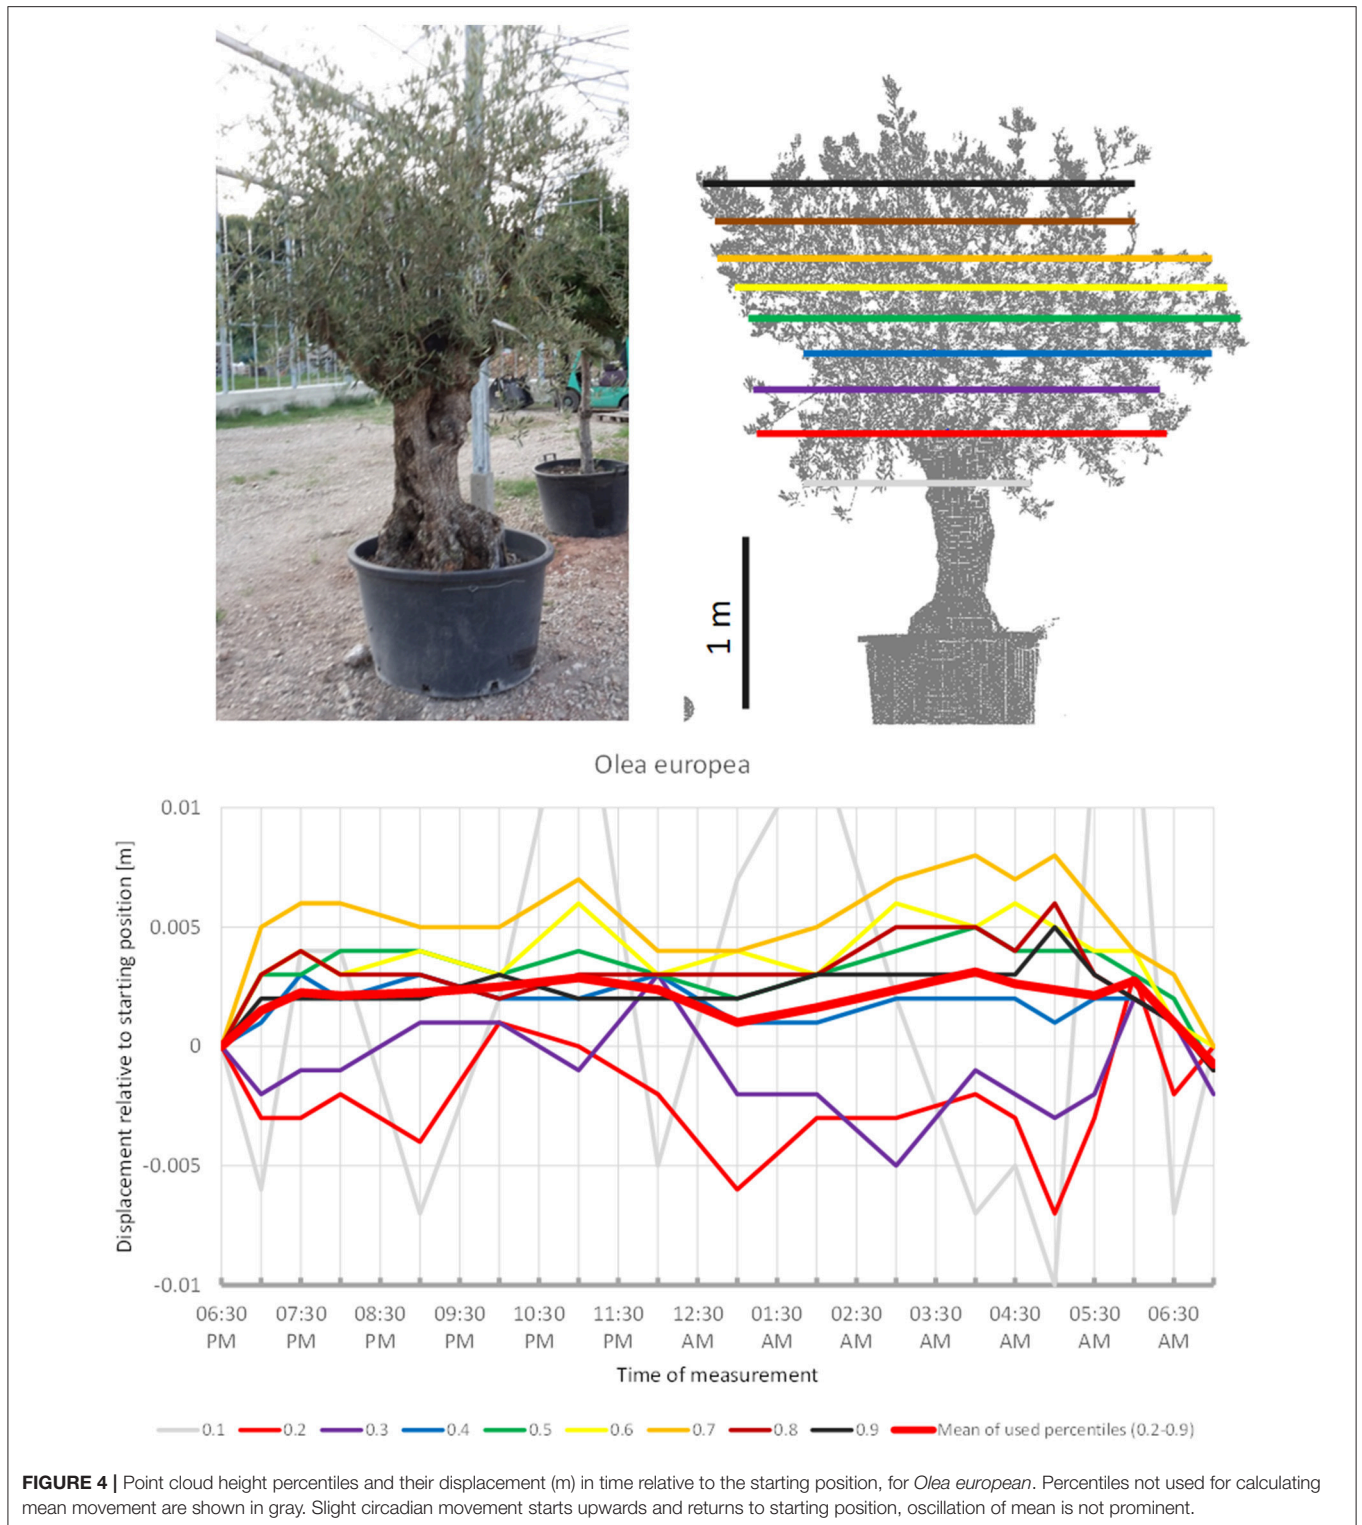 1 m
Olea europea
Displacement relative to starting position [m]
0.01
0.005
0
-0.005
-0.01
06:30 07:30 08:30 09:30 10:30 11:30 12:30 01:30 02:30 03:30 04:30 05:30 06:30
PM PM PM PM PM PM AM AM AM AM AM AM AM
Time of measurement
0.1 0.2 0.3 0.4 0.5 0.6 0.7 0.8 0.9 Mean of used percentiles (0.2-0.9)
FIGURE 4 | Point cloud height percentiles and their displacement (m) in time relative to the starting position, for Olea european. Percentiles not used for calculating
mean movement are shown in gray. Slight circadian movement starts upwards and returns to starting position, oscillation of mean is not prominent.